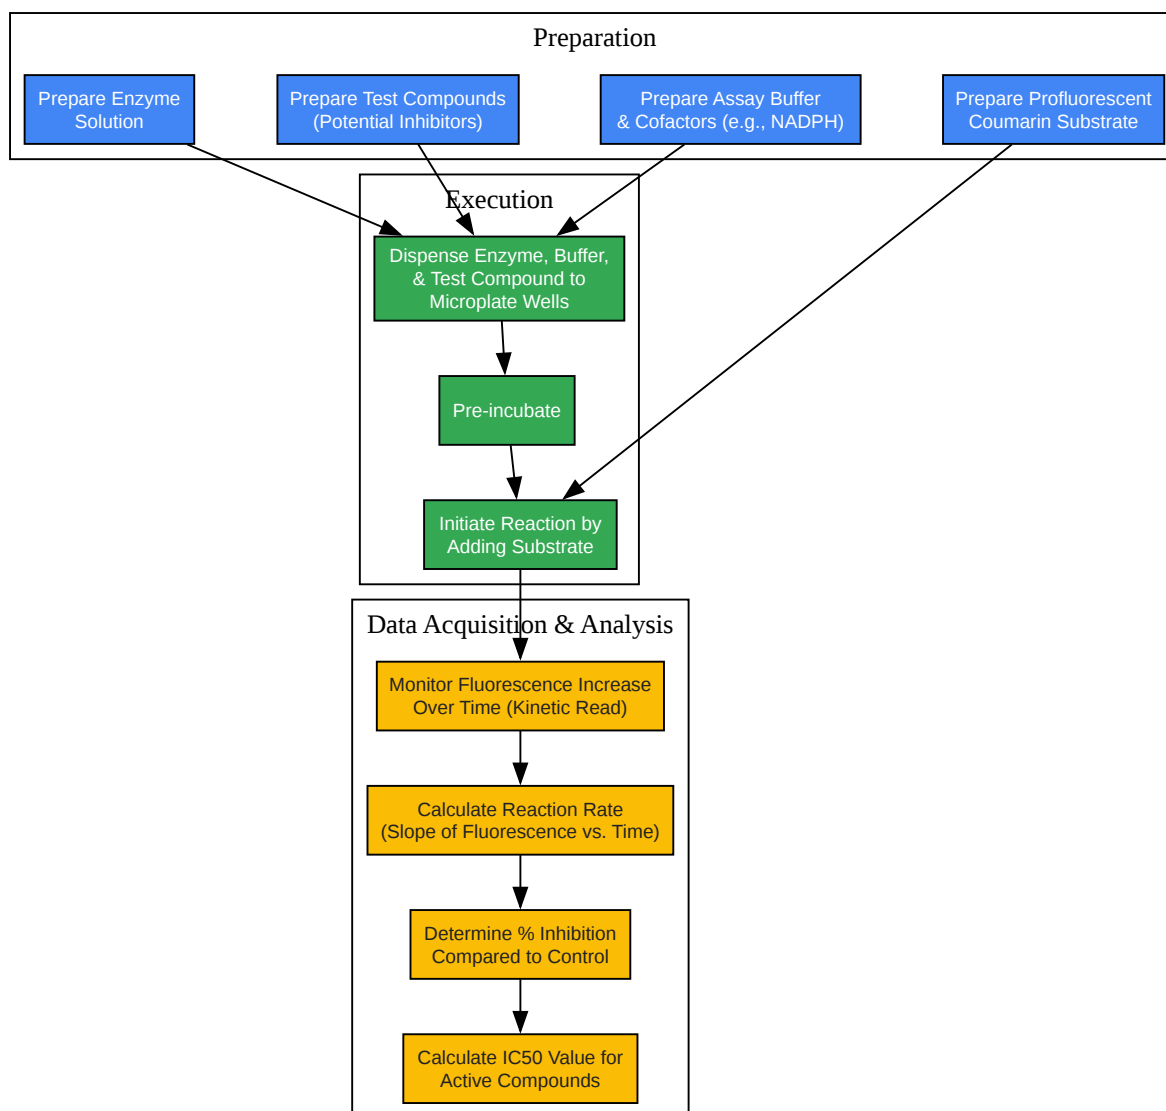 Preparation
Prepare Enzyme
Solution
Prepare Test Compounds
(Potential Inhibitors)
Prepare Assay Buffer
& Cofactors (e.g., NADPH)
Prepare Profluorescent
Coumarin Substrate
Execution
Dispense Enzyme, Buffer,
& Test Compound to
Microplate Wells
Pre-incubate
Initiate Reaction by
Adding Substrate
Data Acquisition & Analysis
Monitor Fluorescence Increase
Over Time (Kinetic Read)
Calculate Reaction Rate
(Slope of Fluorescence vs. Time)
Determine % Inhibition
Compared to Control
Calculate IC50 Value for
Active Compounds